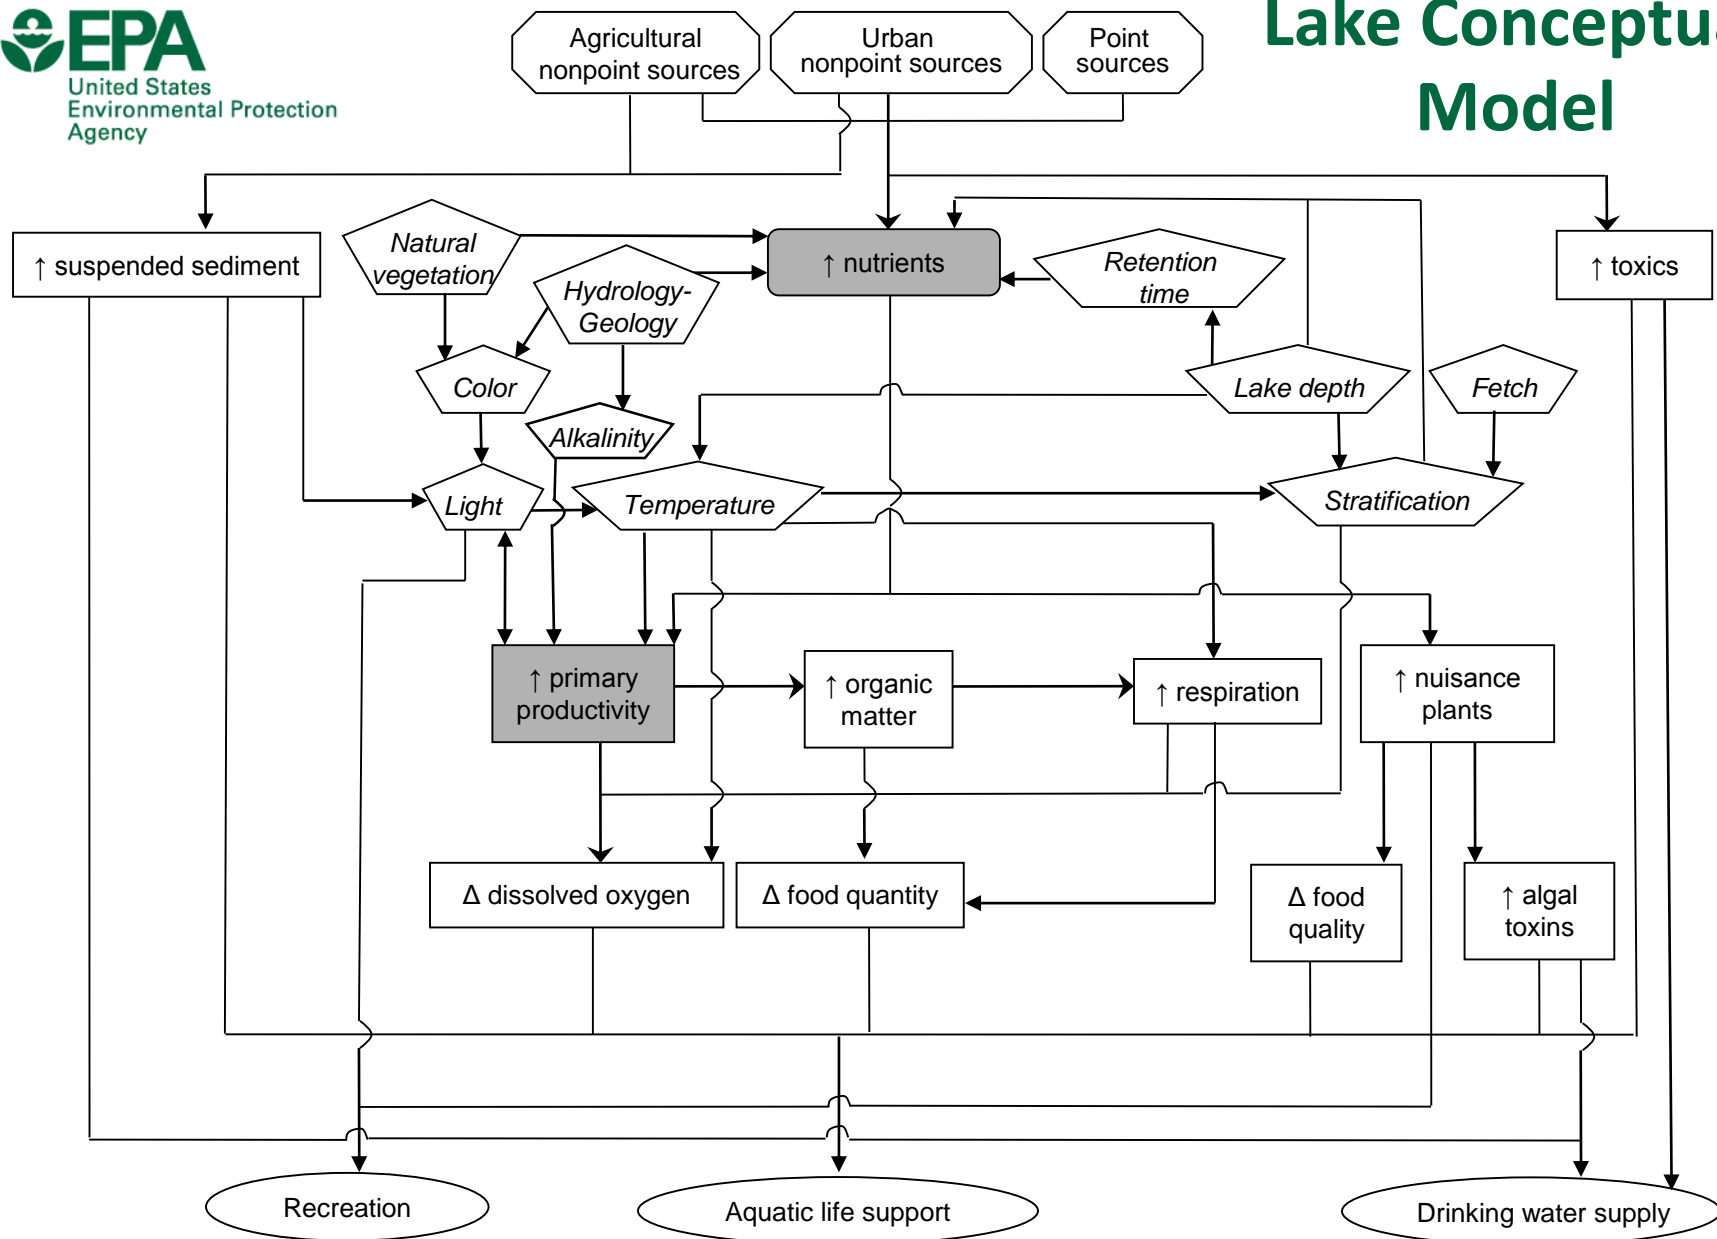 EPA
United States
Environmental Protection
Agency
Lake Conceptua
Model
Agricultural
nonpoint sources
Urban
nonpoint sources
Point
sources
↑ suspended sediment
Natural
vegetation
Hydrology-
Geology
↑ nutrients
Retention
time
↑ toxics
Color
Alkalinity
Lake depth
Fetch
Light
Temperature
Stratification
↑ primary
productivity
↑ organic
matter
↑ respiration
↑ nuisance
plants
Δ dissolved oxygen
Δ food quantity
Δ food
quality
↑ algal
toxins
Recreation
Aquatic life support
Drinking water supply